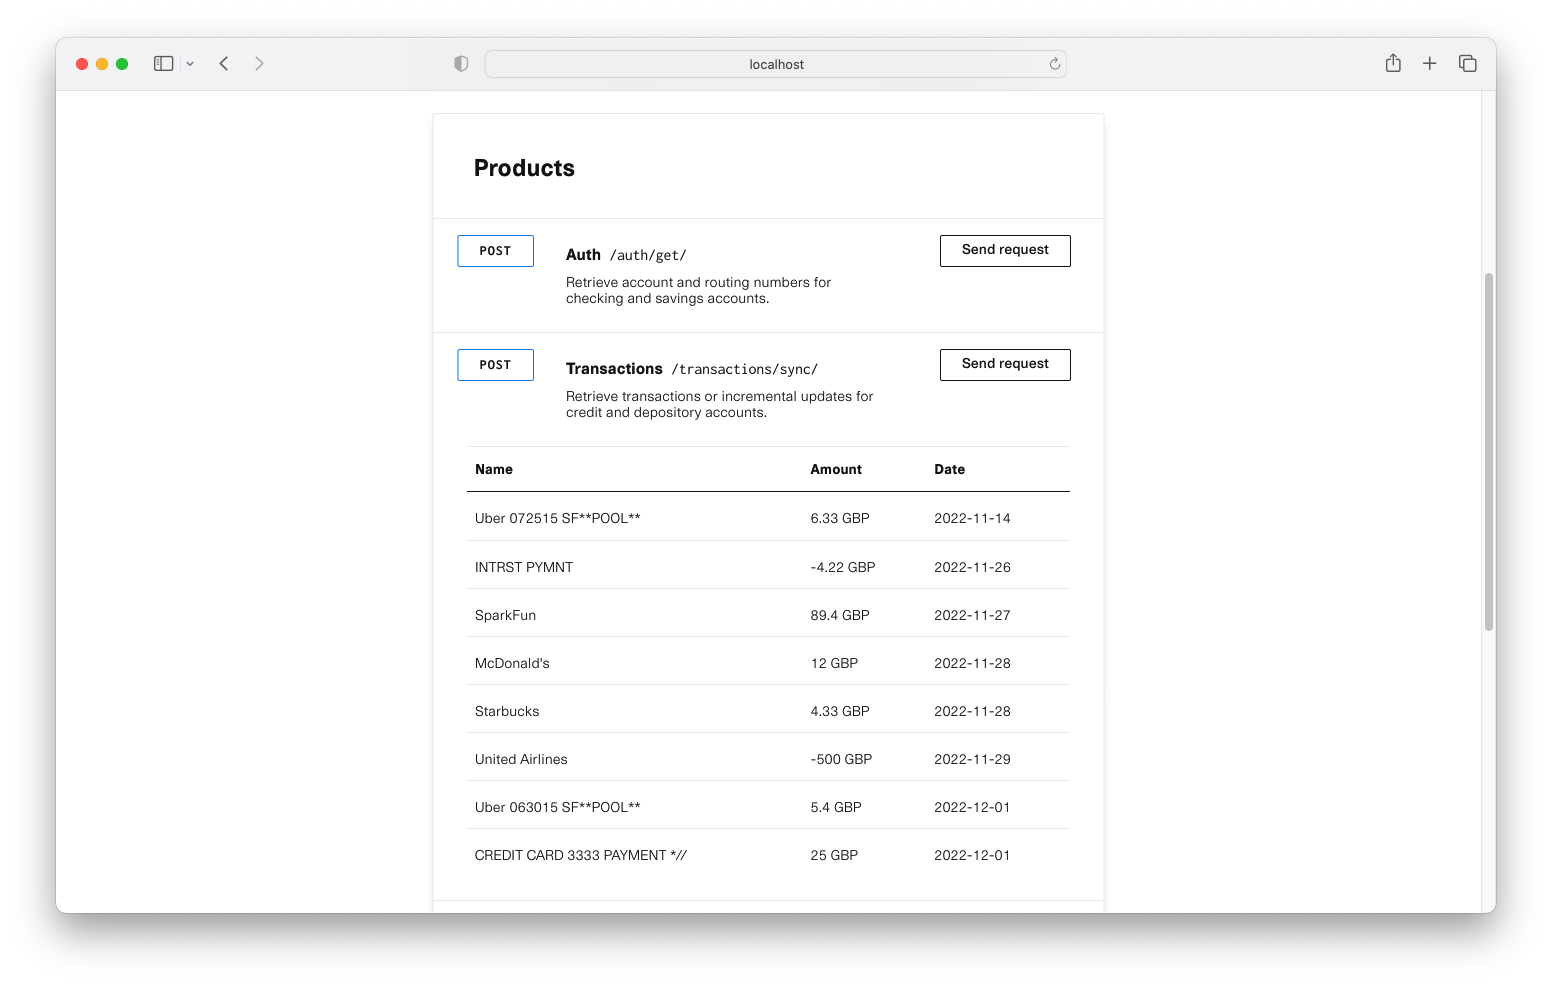 localhost
Products
POST
Auth /auth/get/
Send request
Retrieve account and routing numbers for
checking and savings accounts.
POST
Transactions /transactions/sync/
Send request
Retrieve transactions or incremental updates for
credit and depository accounts.
Name Amount Date
Uber 072515 SF**POOL** 6.33 GBP 2022-11-14
INTRST PYMNT -4.22 GBP 2022-11-26
SparkFun 89.4 GBP 2022-11-27
McDonald's 12 GBP 2022-11-28
Starbucks 4.33 GBP 2022-11-28
United Airlines -500 GBP 2022-11-29
Uber 063015 SF**POOL** 5.4 GBP 2022-12-01
CREDIT CARD 3333 PAYMENT *// 25 GBP 2022-12-01